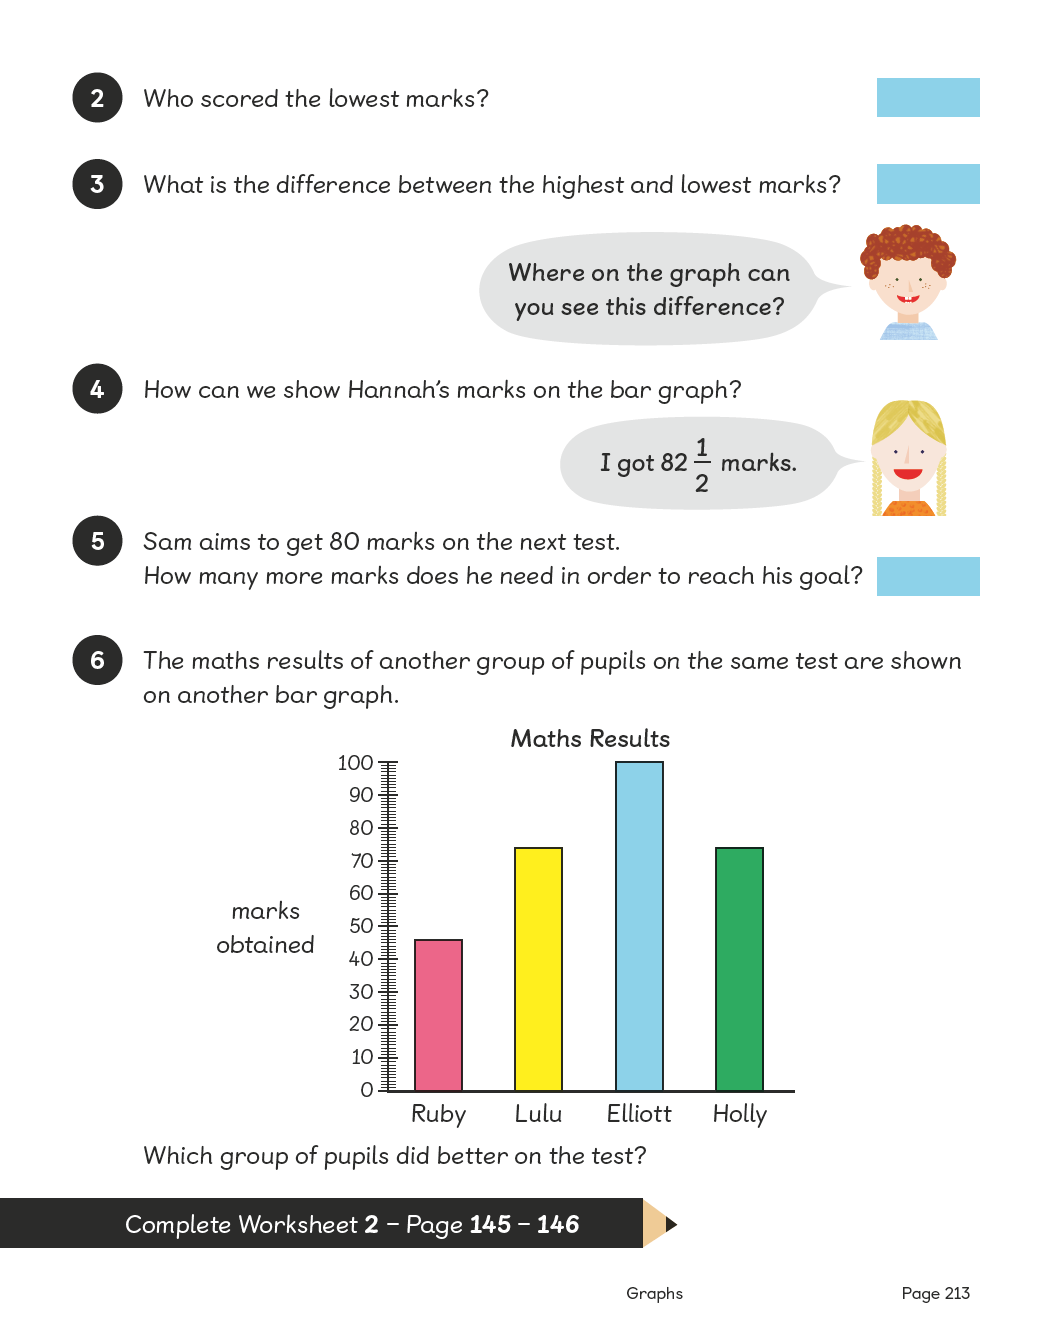 2 Who scored the lowest marks?
3 What is the difference between the highest and lowest marks?
Where on the graph can
you see this difference?
4 How can we show Hannah's marks on the bar graph?
I got 82 1/2 marks.
5 Sam aims to get 80 marks on the next test.
How many more marks does he need in order to reach his goal?
6 The maths results of another group of pupils on the same test are shown
on another bar graph.
Maths Results
100
90
80
70
60
50
40
30
20
10
0
marks
obtained
Ruby Lulu Elliott Holly
Which group of pupils did better on the test?
Complete Worksheet 2 – Page 145 – 146
Graphs Page 213